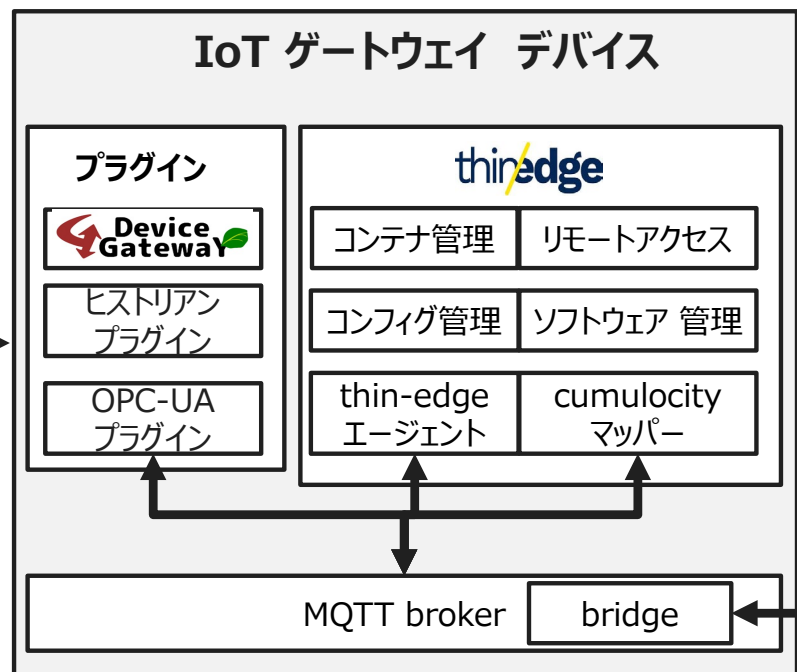 IoT ゲートウェイ デバイス
プラグイン
Device
GatewaY
ヒストリアン
プラグイン
OPC-UA
プラグイン
thin/edge
コンテナ管理
リモートアクセス
コンフィグ管理
ソフトウェア 管理
thin-edge
エージェント
cumulocity
マッパー
MQTT broker
bridge